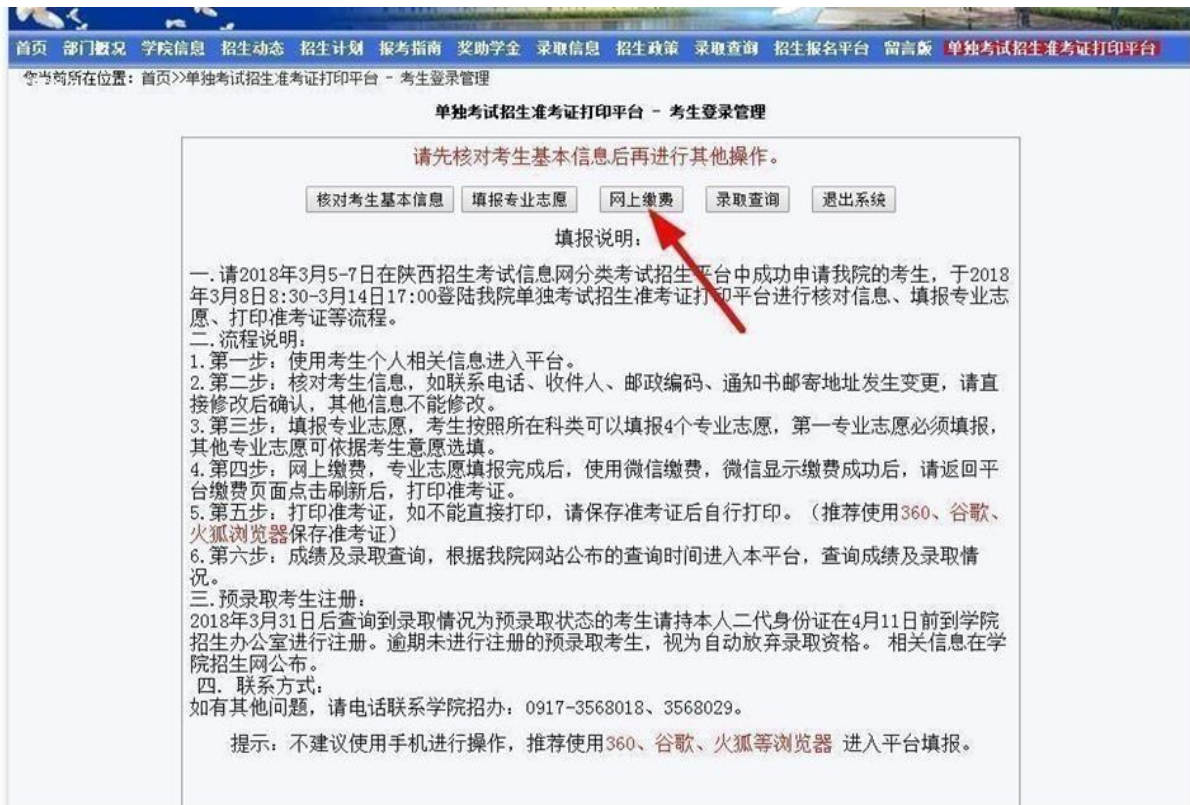 首页 部门概况 学院信息 招生动态 招生计划 报考指南 奖助学金 录取信息 招生政策 录取查询 招生报名平台 留言版 单独考试招生准考证打印平台
您当前所在位置：首页>>单独考试招生准考证打印平台 - 考生登录管理
单独考试招生准考证打印平台 - 考生登录管理
请先核对考生基本信息后再进行其他操作。
核对考生基本信息 填报专业志愿 网上缴费 录取查询 退出系统
填报说明：
一.请2018年3月5-7日在陕西招生考试信息网分类考试招生平台中成功申请我院的考生，于2018
年3月8日8:30-3月14日17:00登陆我院单独考试招生准考证打印平台进行核对信息、填报专业志
愿、打印准考证等流程。
二.流程说明：
1.第一步：使用考生个人相关信息进入平台。
2.第二步：核对考生信息，如联系电话、收件人、邮政编码、通知书邮寄地址发生变更，请直
接修改后确认，其他信息不能修改。
3.第三步：填报专业志愿，考生按照所在科类可以填报4个专业志愿，第一专业志愿必须填报，
其他专业志愿可依据考生意愿选填。
4.第四步：网上缴费，专业志愿填报完成后，使用微信缴费，微信显示缴费成功后，请返回平
台缴费页面点击刷新后，打印准考证。
5.第五步：打印准考证，如不能直接打印，请保存准考证后自行打印。（推荐使用360、谷歌、
火狐浏览器保存准考证）
6.第六步：成绩及录取查询，根据我院网站公布的查询时间进入本平台，查询成绩及录取情
况。
三.预录取考生注册：
2018年3月31日后查询到录取情况为预录取状态的考生请持本人二代身份证在4月11日前到学院
招生办公室进行注册。逾期未进行注册的预录取考生，视为自动放弃录取资格。 相关信息在学
院招生网公布。
四. 联系方式：
如有其他问题，请电话联系学院招办：0917-3568018、3568029。
提示：不建议使用手机进行操作，推荐使用360、谷歌、火狐等浏览器 进入平台填报。